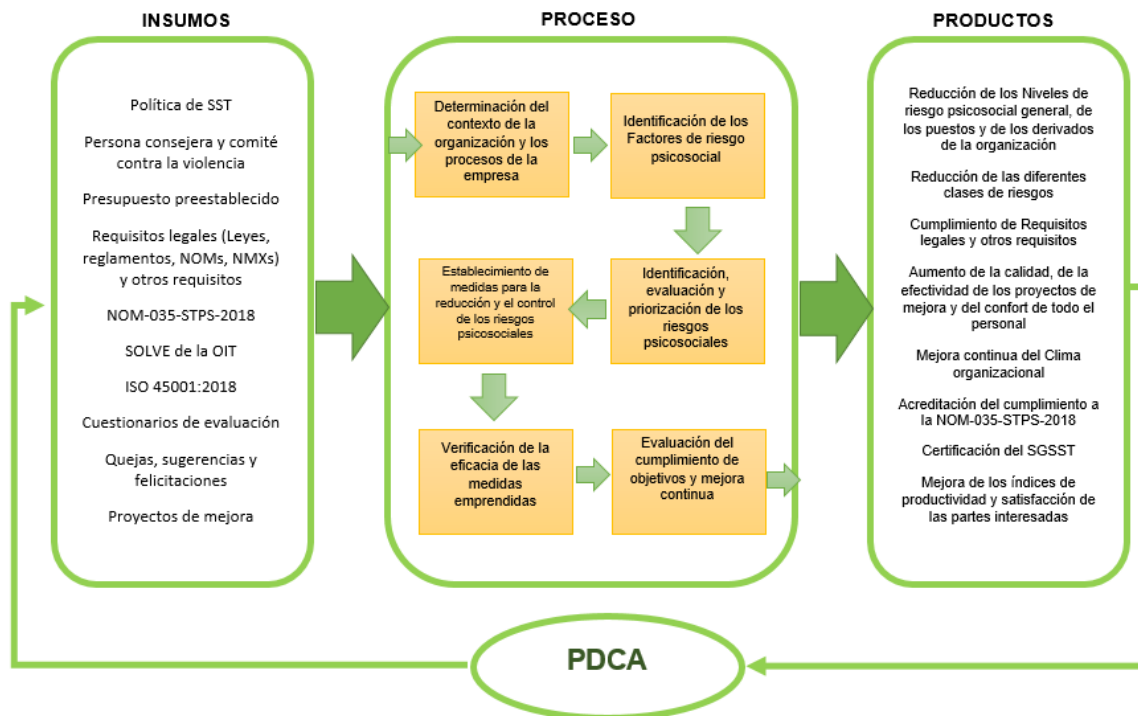 INSUMOS
Política de SST
Persona consejera y comité
contra la violencia
Presupuesto preestablecido
Requisitos legales (Leyes,
reglamentos, NOMs, NMXs)
y otros requisitos
NOM-035-STPS-2018
SOLVE de la OIT
ISO 45001:2018
Cuestionarios de evaluación
Quejas, sugerencias y
felicitaciones
Proyectos de mejora
PROCESO
Determinación del
contexto de la
organización y los
procesos de la
empresa
Identificación de los
Factores de riesgo
psicosocial
Identificación,
evaluación y
priorización de los
riesgos
psicosociales
Establecimiento de
medidas para la
reducción y el control
de los riesgos
psicosociales
Verificación de la
eficacia de las
medidas
emprendidas
Evaluación del
cumplimiento de
objetivos y mejora
continua
PRODUCTOS
Reducción de los Niveles de
riesgo psicosocial general, de
los puestos y de los derivados
de la organización
Reducción de las diferentes
clases de riesgos
Cumplimiento de Requisitos
legales y otros requisitos
Aumento de la calidad, de la
efectividad de los proyectos de
mejora y del confort de todo el
personal
Mejora continua del Clima
organizacional
Acreditación del cumplimiento a
la NOM-035-STPS-2018
Certificación del SGSST
Mejora de los índices de
productividad y satisfacción de
las partes interesadas
PDCA